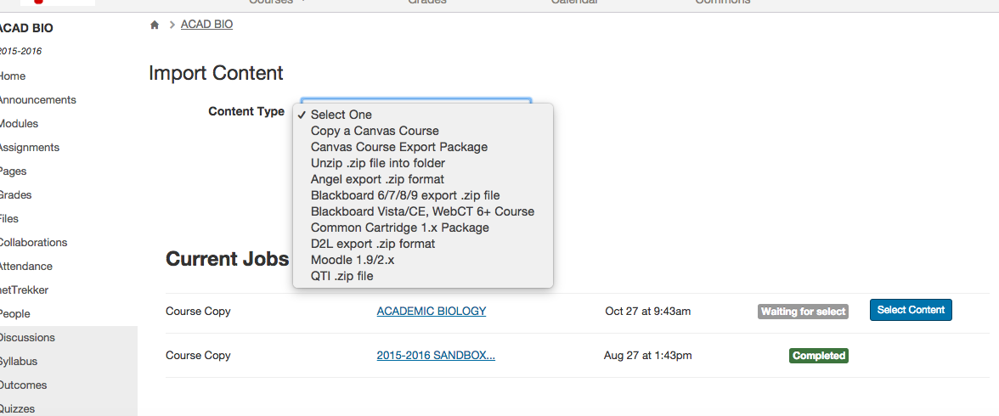 Courses Grades Calendar Commons
ACAD BIO
2015-2016
Home
Announcements
Modules
Assignments
Pages
Grades
Files
Collaborations
Attendance
netTrekker
People
Discussions
Syllabus
Outcomes
Quizzes
ACAD BIO
Import Content
Content Type
Select One
Copy a Canvas Course
Canvas Course Export Package
Unzip .zip file into folder
Angel export .zip format
Blackboard 6/7/8/9 export .zip file
Blackboard Vista/CE, WebCT 6+ Course
Common Cartridge 1.x Package
D2L export .zip format
Moodle 1.9/2.x
QTI .zip file
Current Jobs
Course Copy ACADEMIC BIOLOGY Oct 27 at 9:43am Waiting for select Select Content
Course Copy 2015-2016 SANDBOX... Aug 27 at 1:43pm Completed